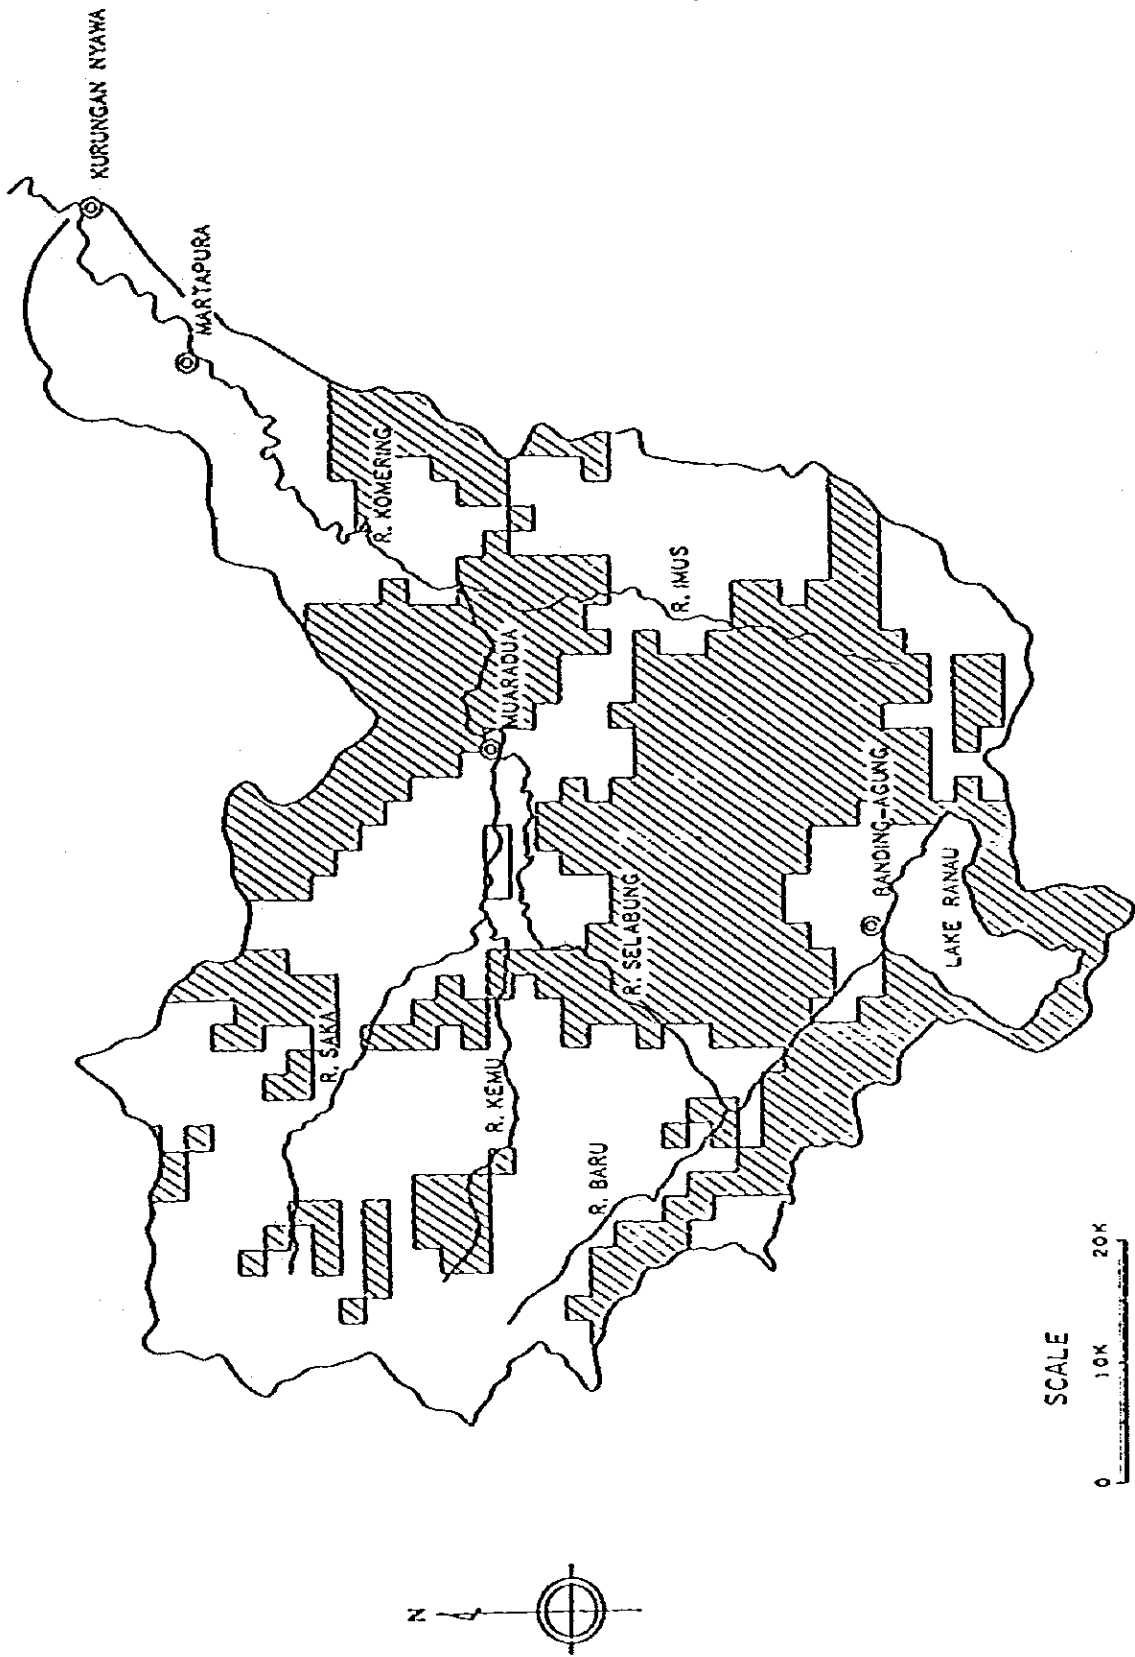 KURUNGAN NYAWA
MARTAPURA
R. KOMERING
R. IMUS
MUARADUA
R. SAKA
R. KEMU
R. SELABUNG
R. BARU
BANDING-AGUNG
LAKE RANAU
N
SCALE
0 10K 20K